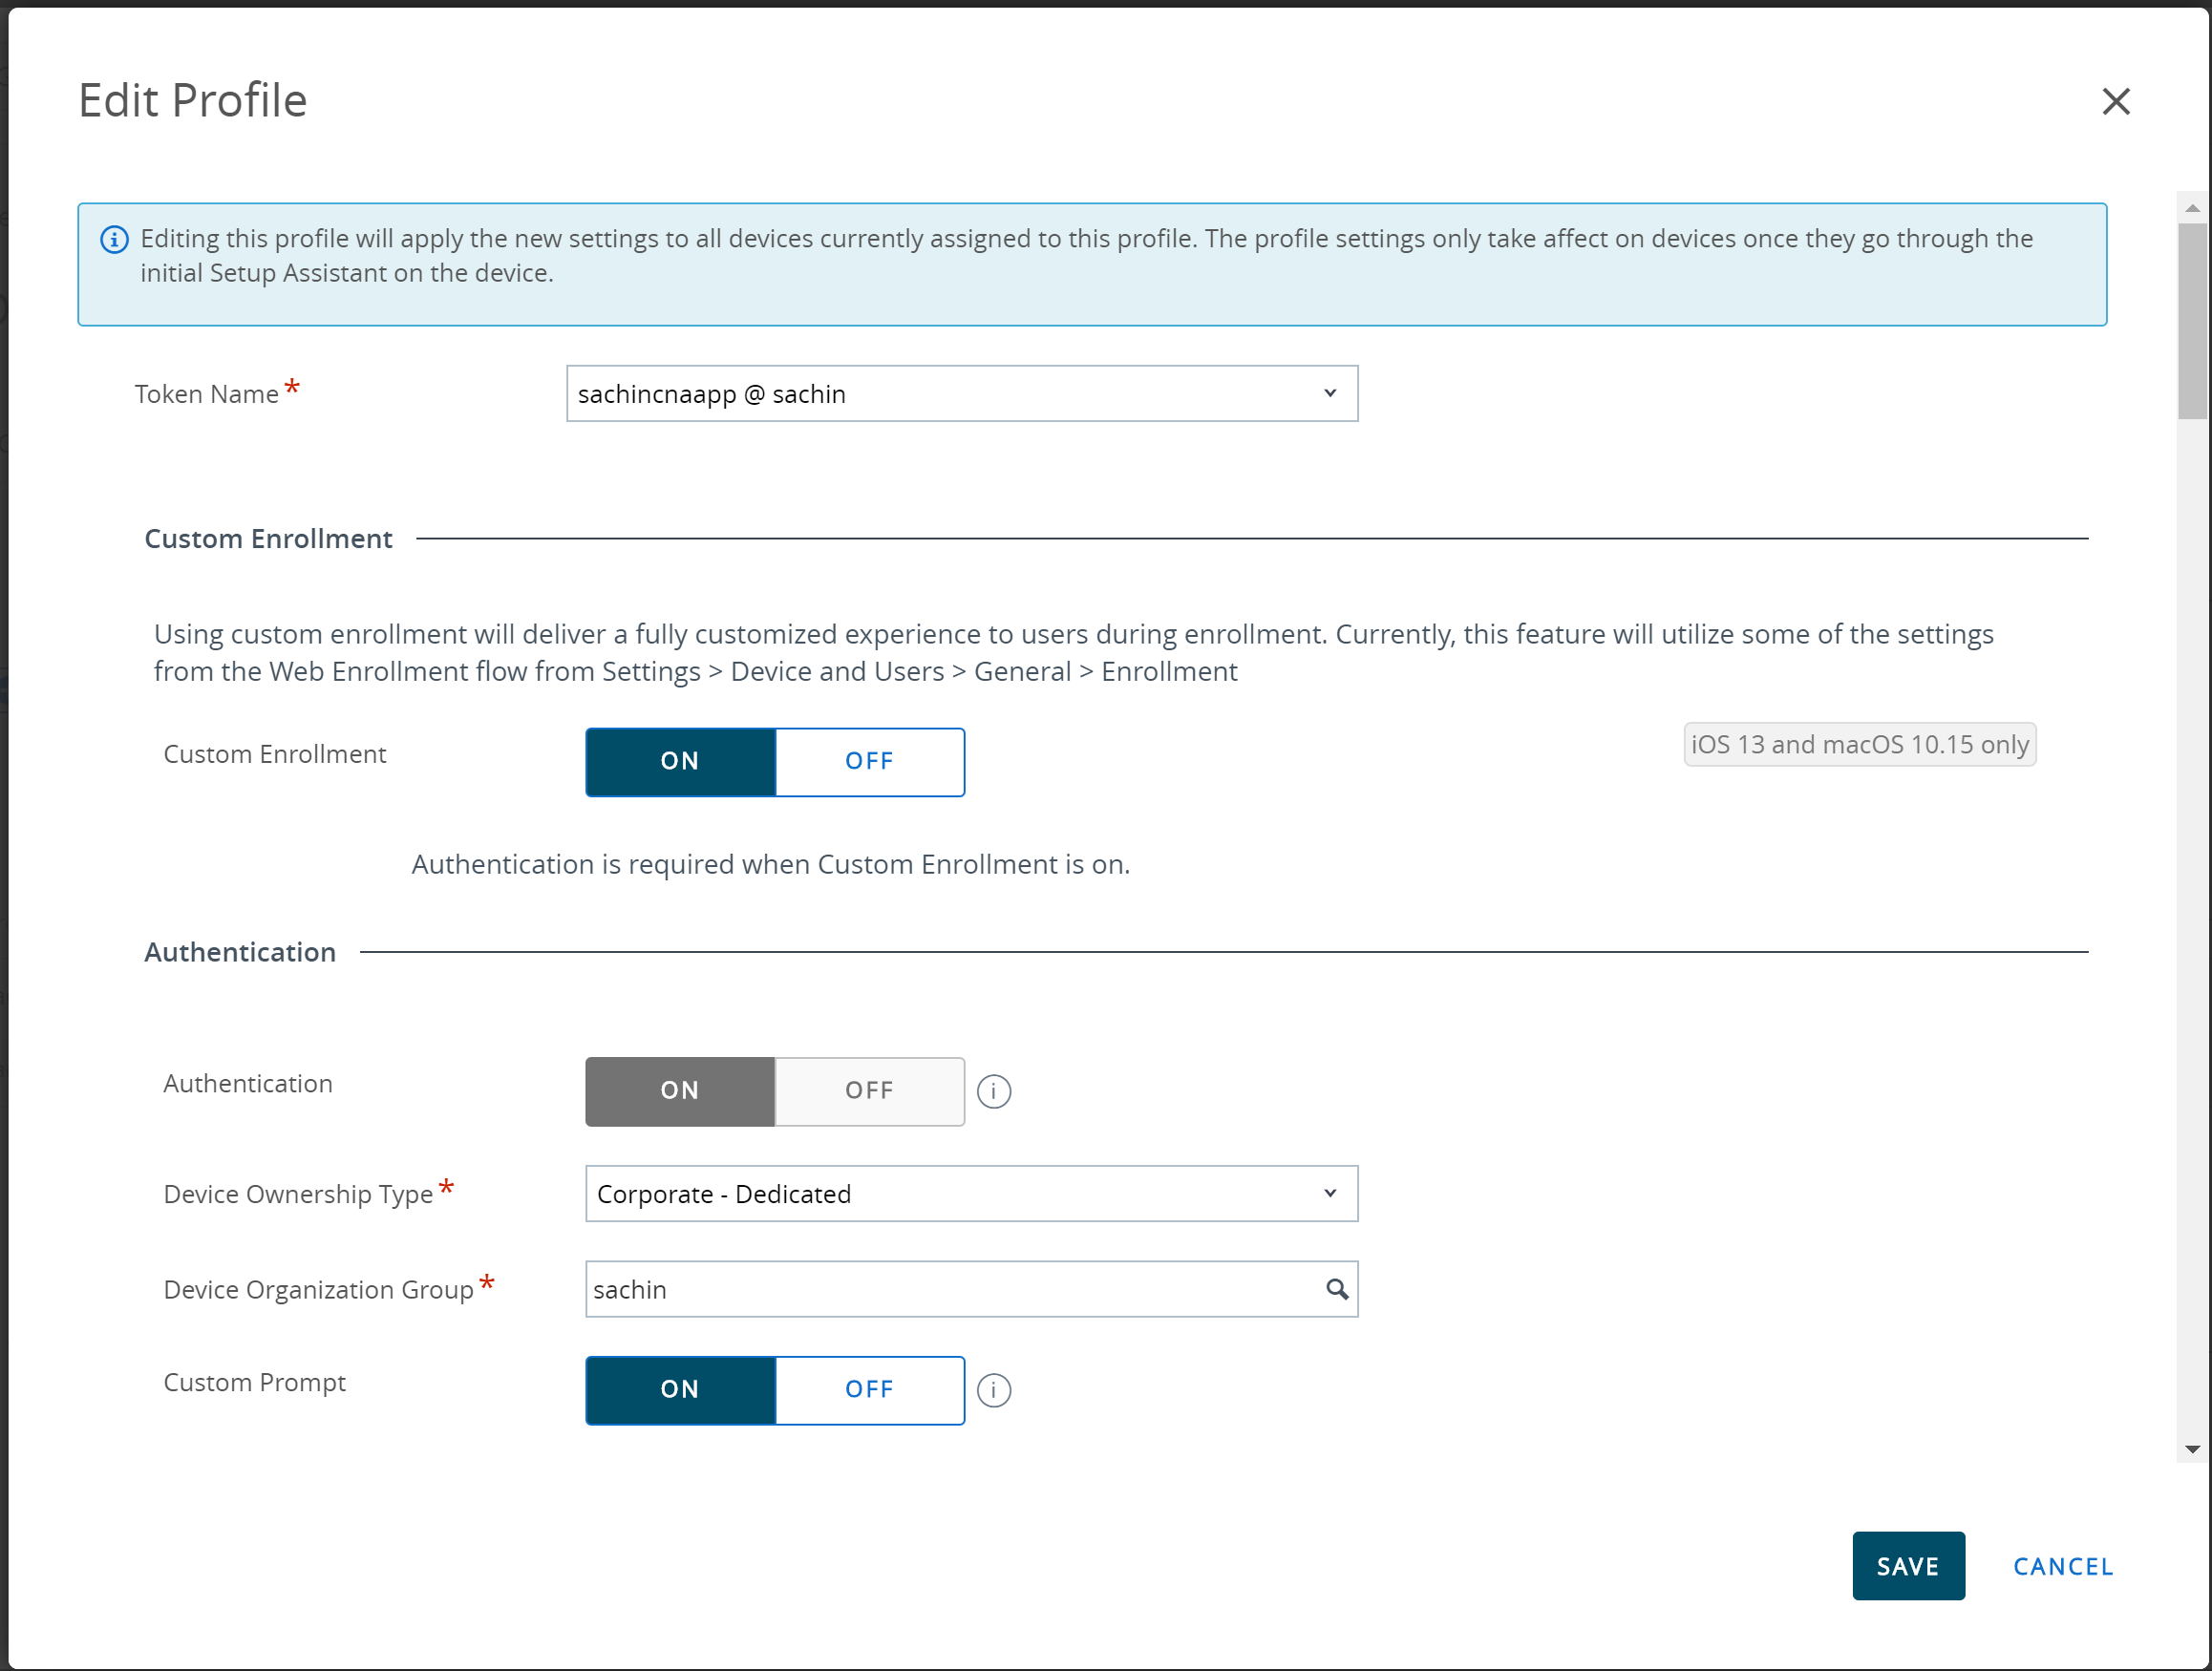 Edit Profile
Editing this profile will apply the new settings to all devices currently assigned to this profile. The profile settings only take affect on devices once they go through the
initial Setup Assistant on the device.
Token Name *
sachincnaapp @ sachin
Custom Enrollment
Using custom enrollment will deliver a fully customized experience to users during enrollment. Currently, this feature will utilize some of the settings
from the Web Enrollment flow from Settings > Device and Users > General > Enrollment
Custom Enrollment
ON OFF
iOS 13 and macOS 10.15 only
Authentication is required when Custom Enrollment is on.
Authentication
Authentication
ON OFF
Device Ownership Type *
Corporate - Dedicated
Device Organization Group *
sachin
Custom Prompt
ON OFF
SAVE CANCEL